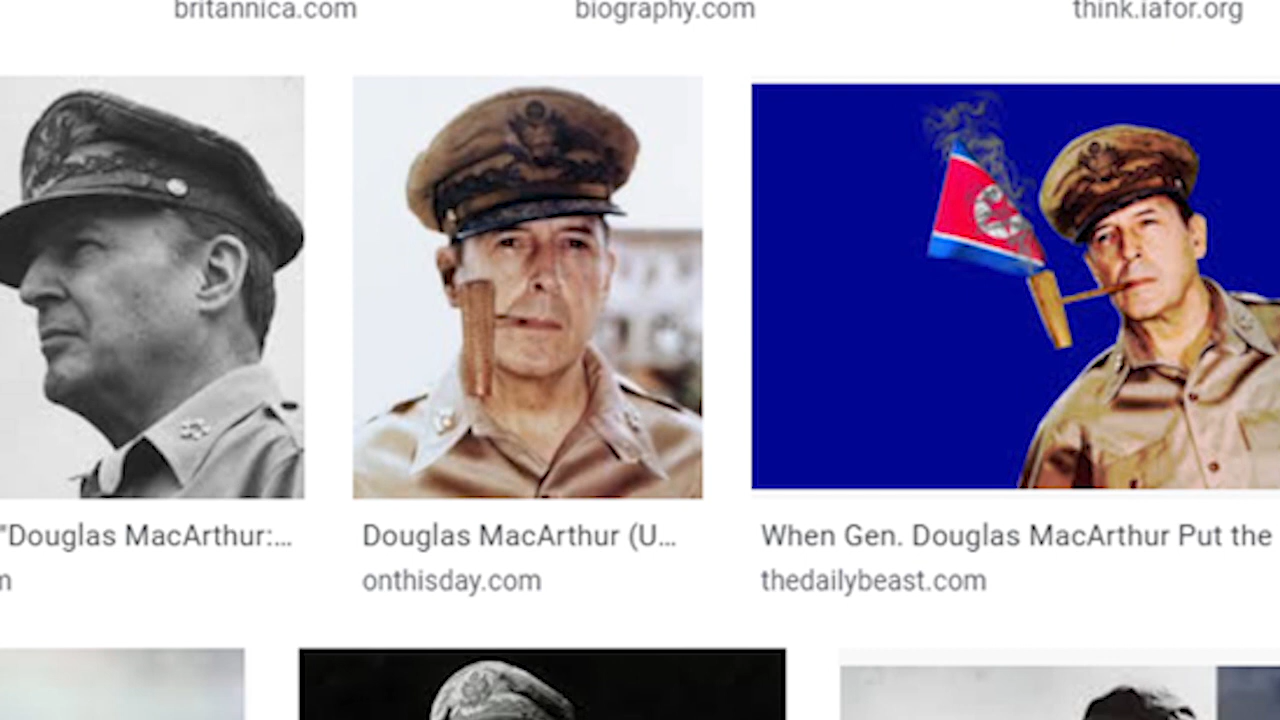 britannica.com
biography.com
think.iafor.org
"Douglas MacArthur:...
Douglas MacArthur (U...
When Gen. Douglas MacArthur Put the
m
onthisday.com
thedailybeast.com